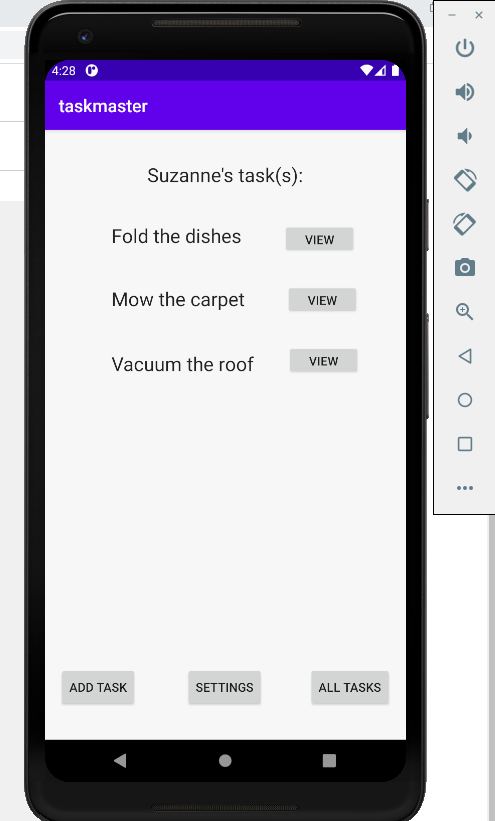 4:28
taskmaster
Suzanne's task(s):
Fold the dishes VIEW
Mow the carpet VIEW
Vacuum the roof VIEW
ADD TASK SETTINGS ALL TASKS